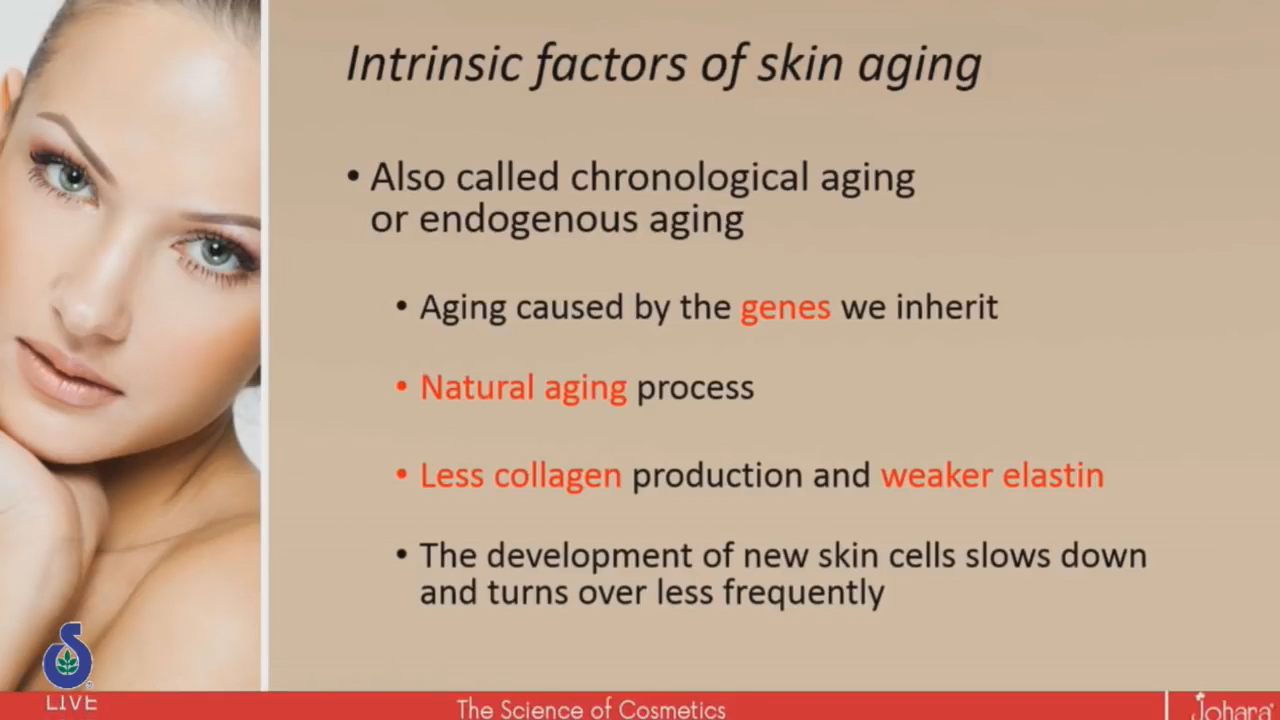 Intrinsic factors of skin aging
• Also called chronological aging
or endogenous aging
• Aging caused by the genes we inherit
• Natural aging process
• Less collagen production and weaker elastin
• The development of new skin cells slows down
and turns over less frequently
LIVE
The Science of Cosmetics
Johara